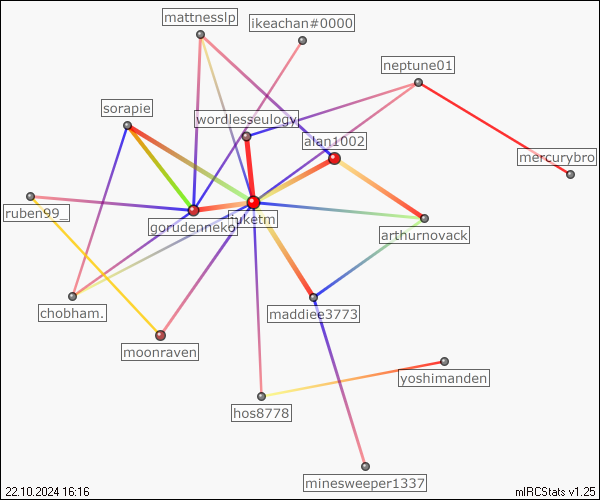 mattnesslp
ikeachan#0000
neptune01
sorapie
wordlesseulogy
alan1002
mercurybro
ruben99_
gorudenneko
juketm
arthurnovack
chobham.
maddiee3773
moonraven
yoshimanden
hos8778
minesweeper1337
22.10.2024 16:16
mIRCStats v1.25